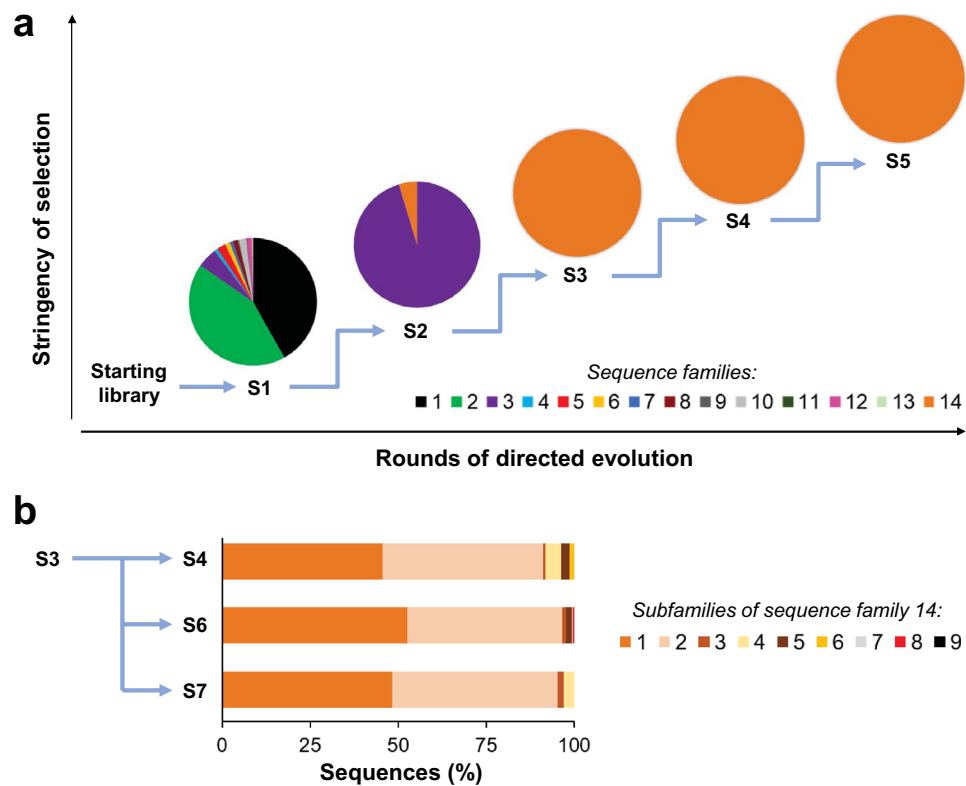 a
Stringency of selection
S5
S4
S3
S2
Starting
library
S1
Sequence families:
1 2 3 4 5 6 7 8 9 10 11 12 13 14
Rounds of directed evolution
b
S3
S4
S6
S7
Subfamilies of sequence family 14:
1 2 3 4 5 6 7 8 9
0 25 50 75 100
Sequences (%)